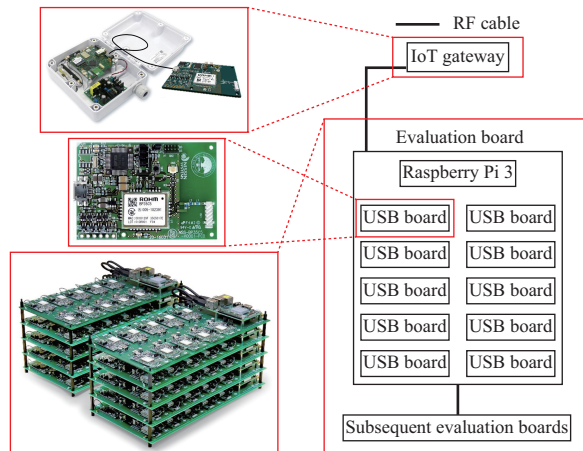 RF cable
IoT gateway
Evaluation board
Raspberry Pi 3
USB board USB board
USB board USB board
USB board USB board
USB board USB board
USB board USB board
Subsequent evaluation boards
ROHM